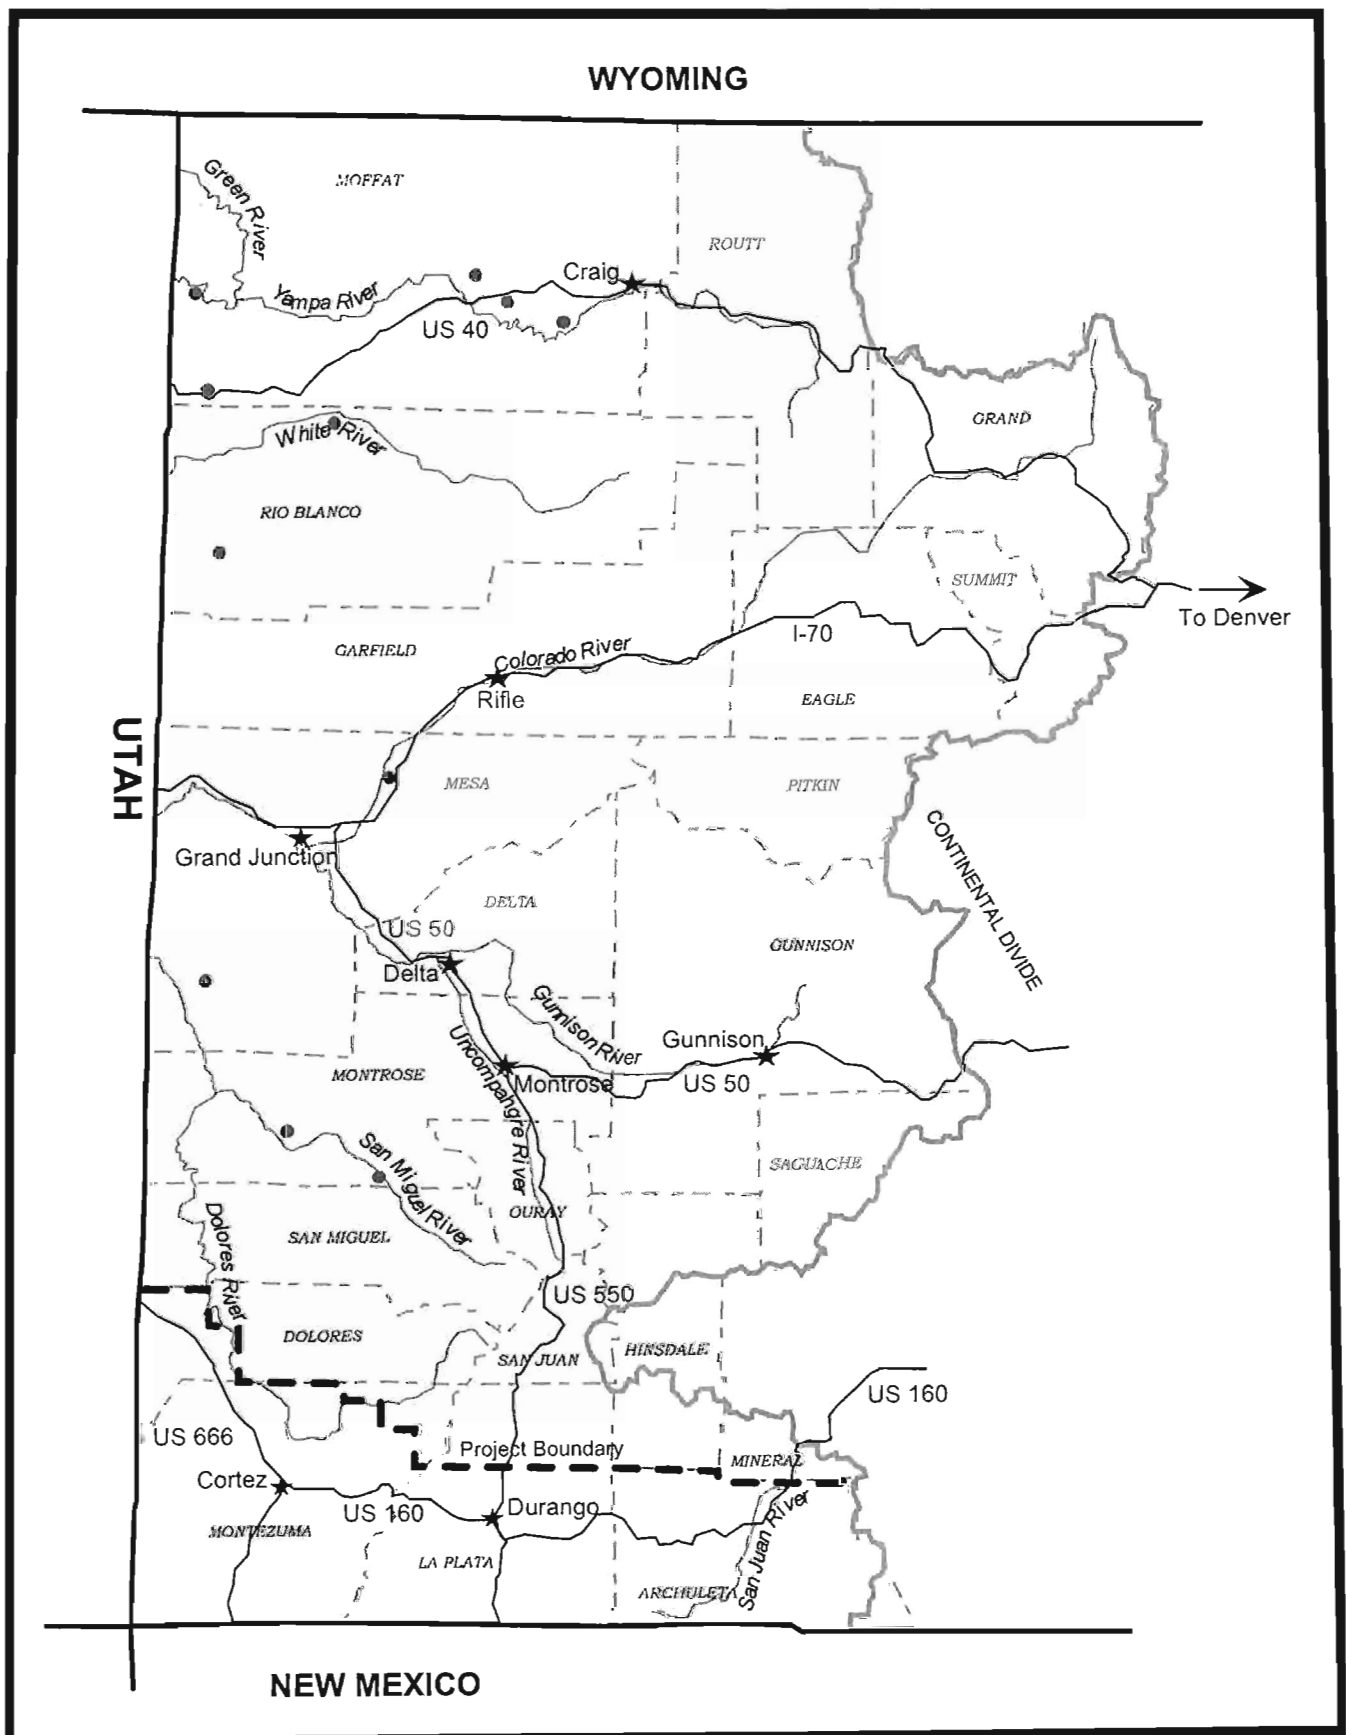 WYOMING
Green River
MOFFAT
ROUTT
Craig
Yampa River
US 40
GRAND
White River
RIO BLANCO
SUMMIT
To Denver
I-70
GARFIELD
Colorado River
Rifle
EAGLE
UTAH
MESA
PITKIN
Grand Junction
CONTINENTAL DIVIDE
DELTA
US 50
GUNNISON
Delta
Gunnison River
Gunnison
Uncompahgre River
MONTROSE
Montrose
US 50
San Miguel River
SAGUACHE
Dolores River
OURAY
SAN MIGUEL
US 550
DOLORES
SAN JUAN
HINSDALE
US 160
US 666
Project Boundary
MINERAL
Cortez
US 160
Durango
San Juan River
MONTEZUMA
LA PLATA
ARCHULETA
NEW MEXICO